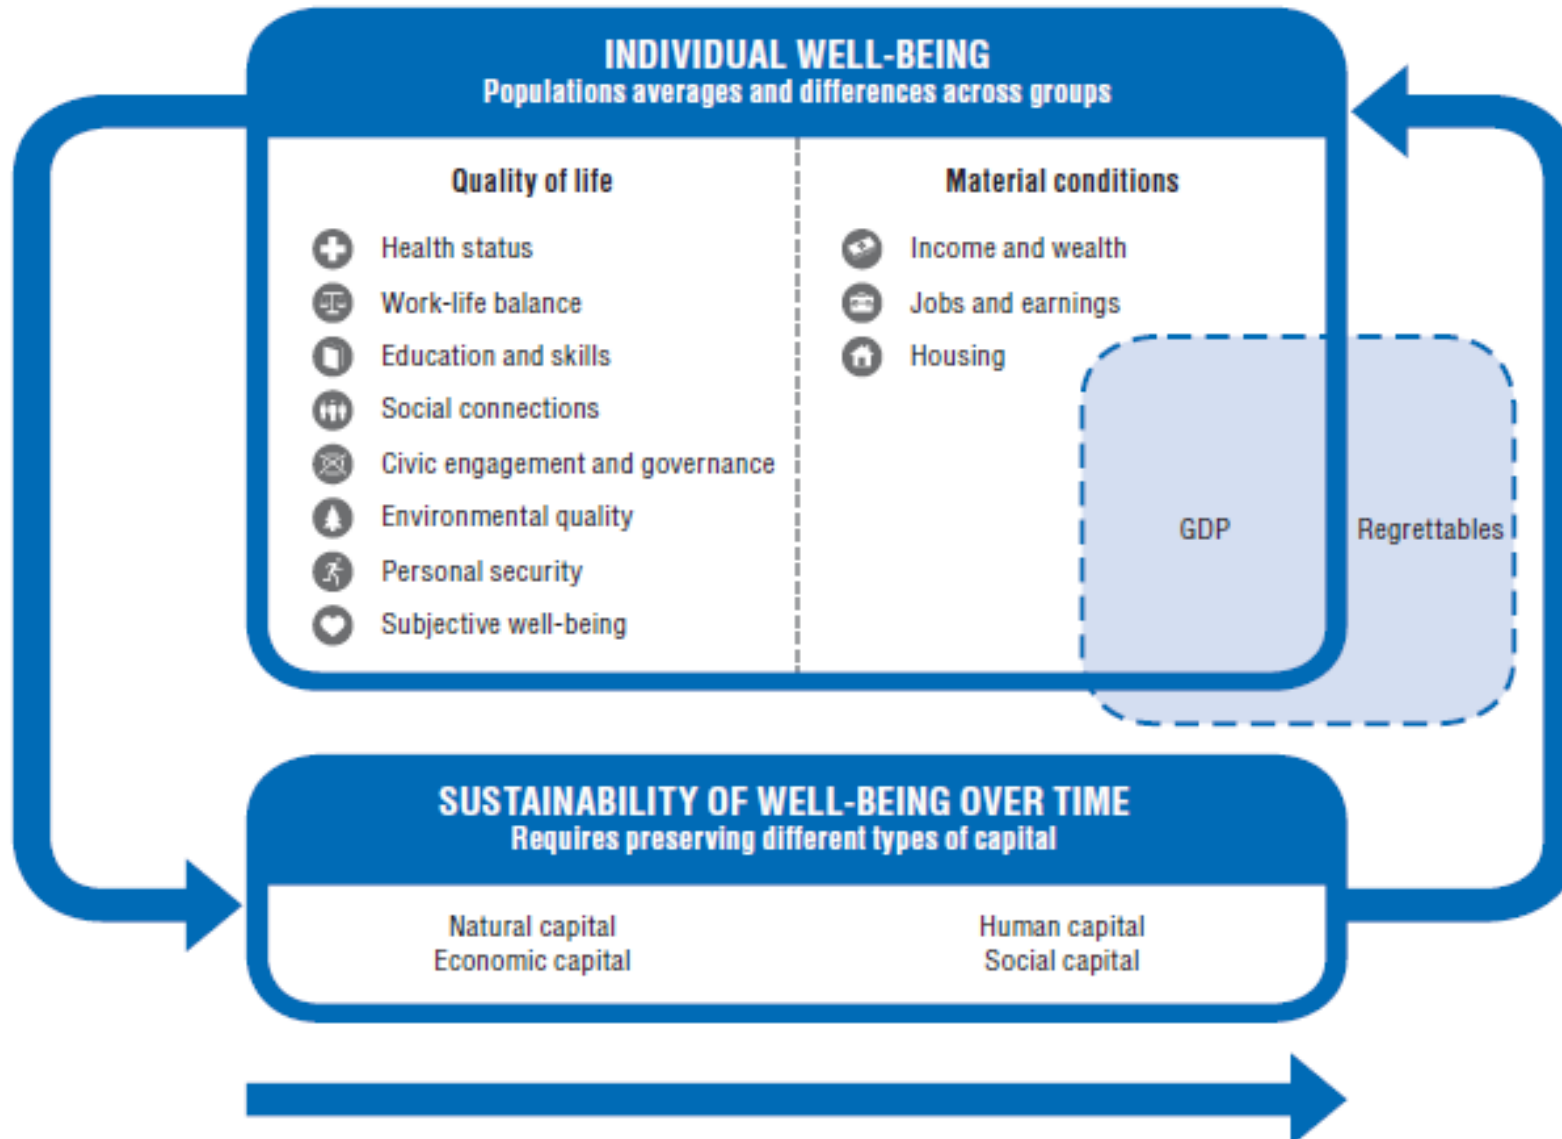 INDIVIDUAL WELL-BEING
Populations averages and differences across groups
Quality of life
Health status
Work-life balance
Education and skills
Social connections
Civic engagement and governance
Environmental quality
Personal security
Subjective well-being
Material conditions
Income and wealth
Jobs and earnings
Housing
GDP
Regrettables
SUSTAINABILITY OF WELL-BEING OVER TIME
Requires preserving different types of capital
Natural capital
Economic capital
Human capital
Social capital